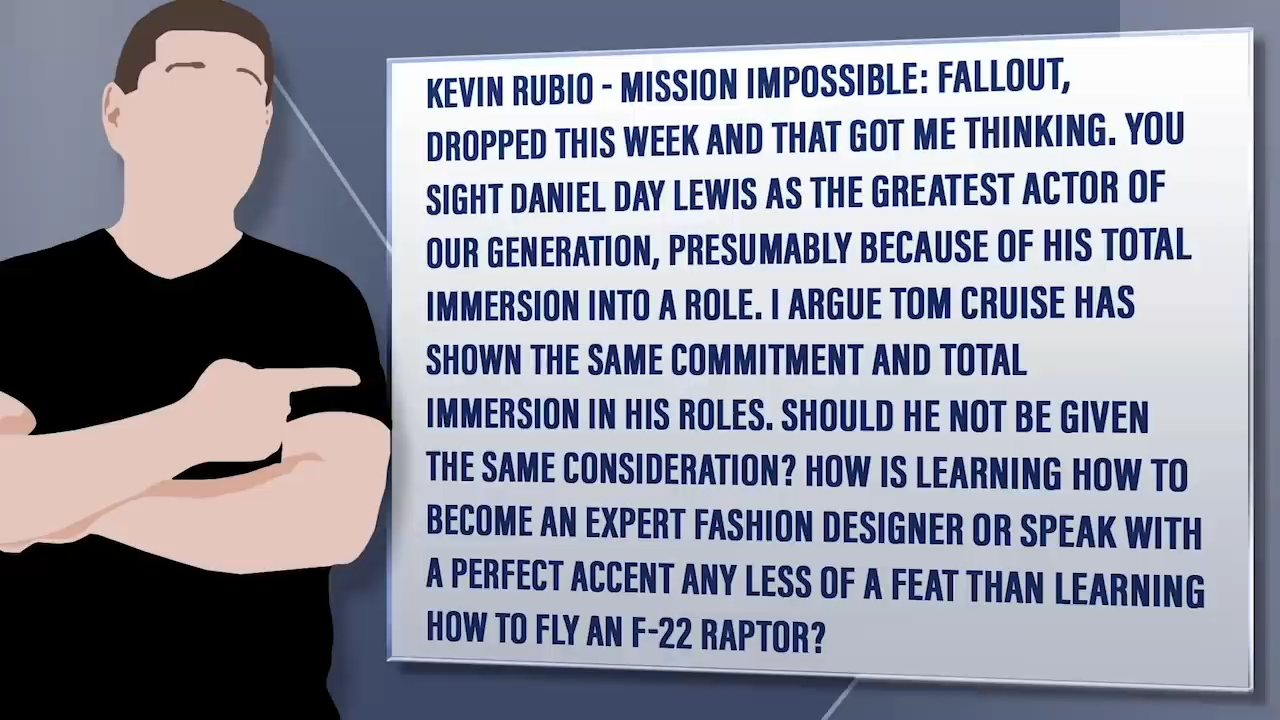 KEVIN RUBIO - MISSION IMPOSSIBLE: FALLOUT,
DROPPED THIS WEEK AND THAT GOT ME THINKING. YOU
SIGHT DANIEL DAY LEWIS AS THE GREATEST ACTOR OF
OUR GENERATION, PRESUMABLY BECAUSE OF HIS TOTAL
IMMERSION INTO A ROLE. I ARGUE TOM CRUISE HAS
SHOWN THE SAME COMMITMENT AND TOTAL
IMMERSION IN HIS ROLES. SHOULD HE NOT BE GIVEN
THE SAME CONSIDERATION? HOW IS LEARNING HOW TO
BECOME AN EXPERT FASHION DESIGNER OR SPEAK WITH
A PERFECT ACCENT ANY LESS OF A FEAT THAN LEARNING
HOW TO FLY AN F-22 RAPTOR?